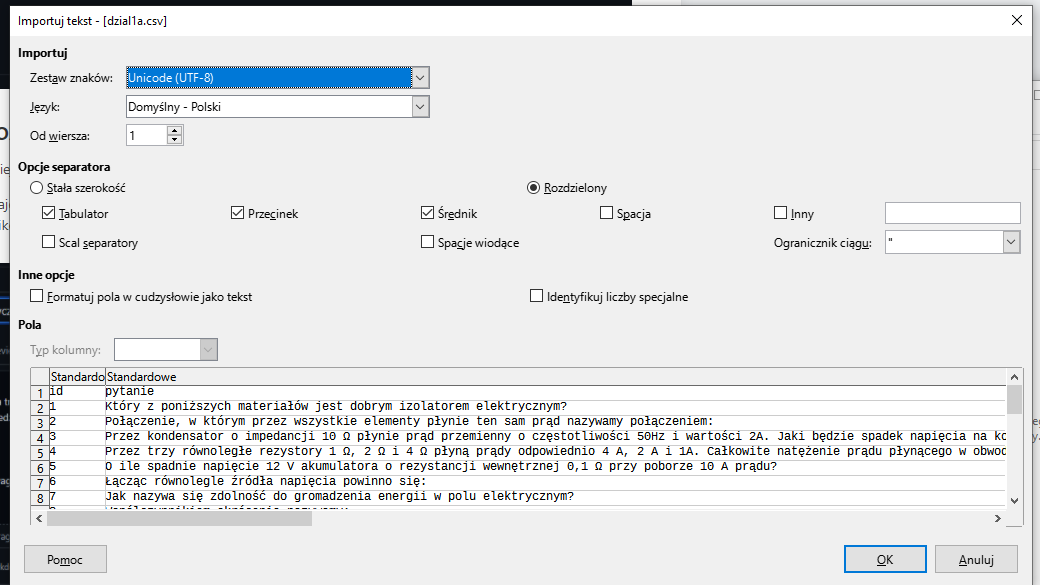 Importuj tekst - [dzial1a.csv]
Importuj
Zestaw znaków: Unicode (UTF-8)
Język: Domyślny - Polski
Od wiersza: 1
Opcje separatora
Stała szerokość Rozdzielony
Tabulator Przecinek Średnik Spacja Inny
Scal separatory Spacje wiodące Ogranicznik ciągu: "
Inne opcje
Formatuj pola w cudzysłowie jako tekst Identyfikuj liczby specjalne
Pola
Typ kolumny:
Standardo Standardowe
1 id pytanie
2 1 Który z poniższych materiałów jest dobrym izolatorem elektrycznym?
3 2 Połączenie, w którym przez wszystkie elementy płynie ten sam prąd nazywamy połączeniem:
4 3 Przez kondensator o impedancji 10 Ω płynie prąd przemienny o częstotliwości 50Hz i wartości 2A. Jaki będzie spadek napięcia na ko
5 4 Przez trzy równoległe rezystory 1 Ω, 2 Ω i 4 Ω płyną prądy odpowiednio 4 A, 2 A i 1A. Całkowite natężenie prądu płynącego w obwod
6 5 O ile spadnie napięcie 12 V akumulatora o rezystancji wewnętrznej 0,1 Ω przy poborze 10 A prądu?
7 6 Łącząc równolegle źródła napięcia powinno się:
8 7 Jak nazywa się zdolność do gromadzenia energii w polu elektrycznym?
Pomoc OK Anuluj